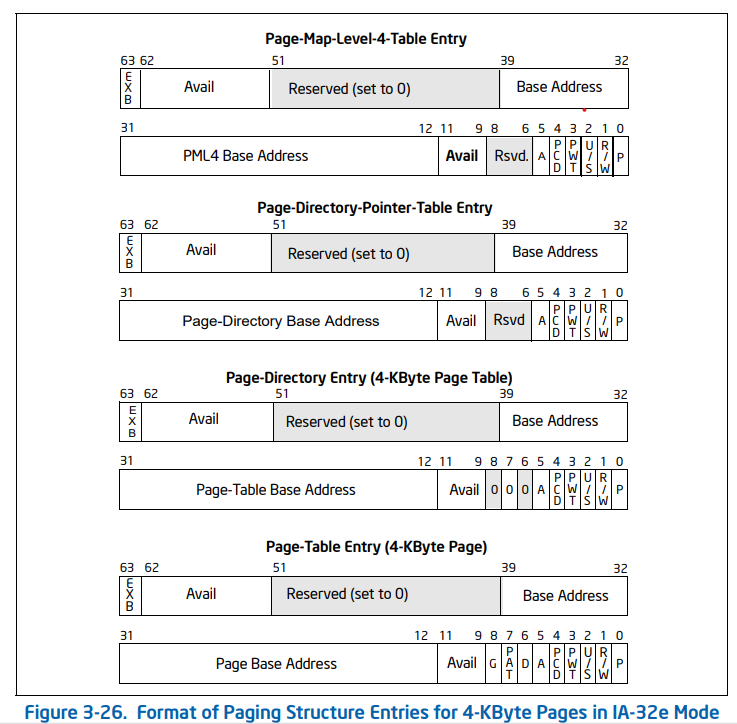 Page-Map-Level-4-Table Entry
63 62 51 39 32
EXB Avail Reserved (set to 0) Base Address
31 12 11 9 8 6 5 4 3 2 1 0
PML4 Base Address Avail Rsvd. A PCD PWT U/S R/W P
Page-Directory-Pointer-Table Entry
63 62 51 39 32
EXB Avail Reserved (set to 0) Base Address
31 12 11 9 8 6 5 4 3 2 1 0
Page-Directory Base Address Avail Rsvd A PCD PWT U/S R/W P
Page-Directory Entry (4-KByte Page Table)
63 62 51 39 32
EXB Avail Reserved (set to 0) Base Address
31 12 11 9 8 7 6 5 4 3 2 1 0
Page-Table Base Address Avail 0 0 0 A PCD PWT U/S R/W P
Page-Table Entry (4-KByte Page)
63 62 51 39 32
EXB Avail Reserved (set to 0) Base Address
31 12 11 9 8 7 6 5 4 3 2 1 0
Page Base Address Avail G PAT D A PCD PWT U/S R/W P
Figure 3-26. Format of Paging Structure Entries for 4-KByte Pages in IA-32e Mode